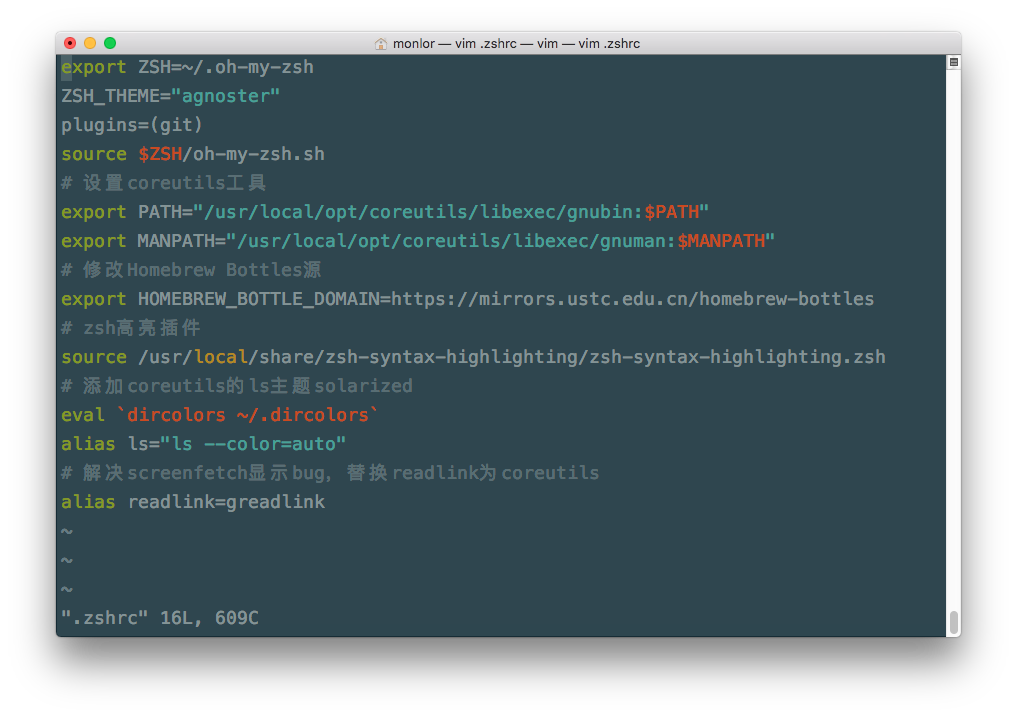 monlor — vim .zshrc — vim — vim .zshrc
export ZSH=~/.oh-my-zsh
ZSH_THEME="agnoster"
plugins=(git)
source $ZSH/oh-my-zsh.sh
# 设置coreutils工具
export PATH="/usr/local/opt/coreutils/libexec/gnubin:$PATH"
export MANPATH="/usr/local/opt/coreutils/libexec/gnuman:$MANPATH"
# 修改Homebrew Bottles源
export HOMEBREW_BOTTLE_DOMAIN=https://mirrors.ustc.edu.cn/homebrew-bottles
# zsh高亮插件
source /usr/local/share/zsh-syntax-highlighting/zsh-syntax-highlighting.zsh
# 添加coreutils的ls主题solarized
eval `dircolors ~/.dircolors`
alias ls="ls --color=auto"
# 解决screenfetch显示bug，替换readlink为coreutils
alias readlink=greadlink
~
~
~
".zshrc" 16L, 609C